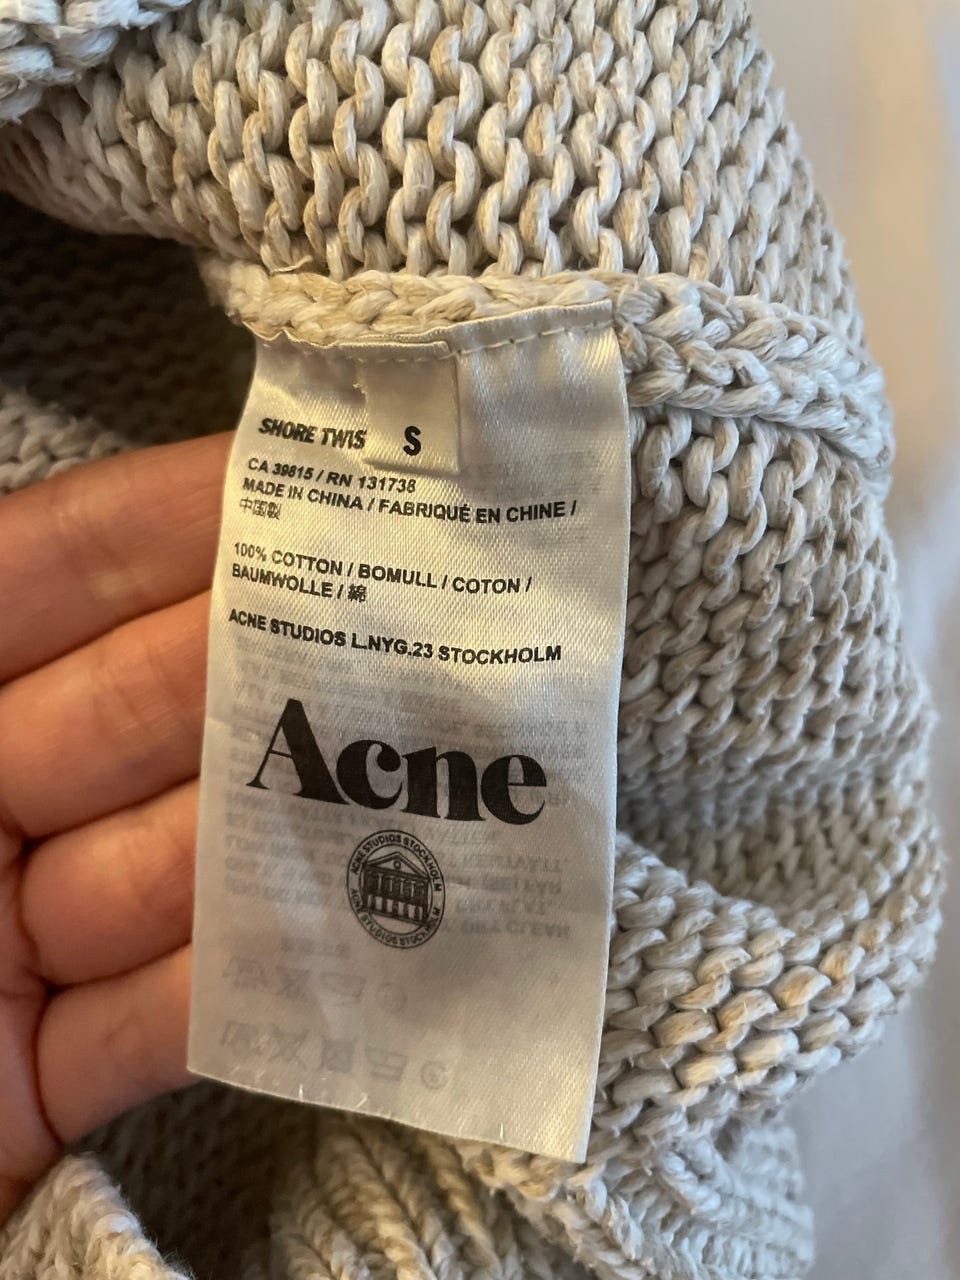 SHORE TWIS
S
CA 39815 / RN 131738
MADE IN CHINA / FABRIQUÉ EN CHINE /
中国製
100% COTTON / BOMULL / COTON /
BAUMWOLLE / 綿
ACNE STUDIOS L.NYG.23 STOCKHOLM
Acne
ACNE STUDIOS STOCKHOLM
ACNE STUDIOS STOCKHOLM